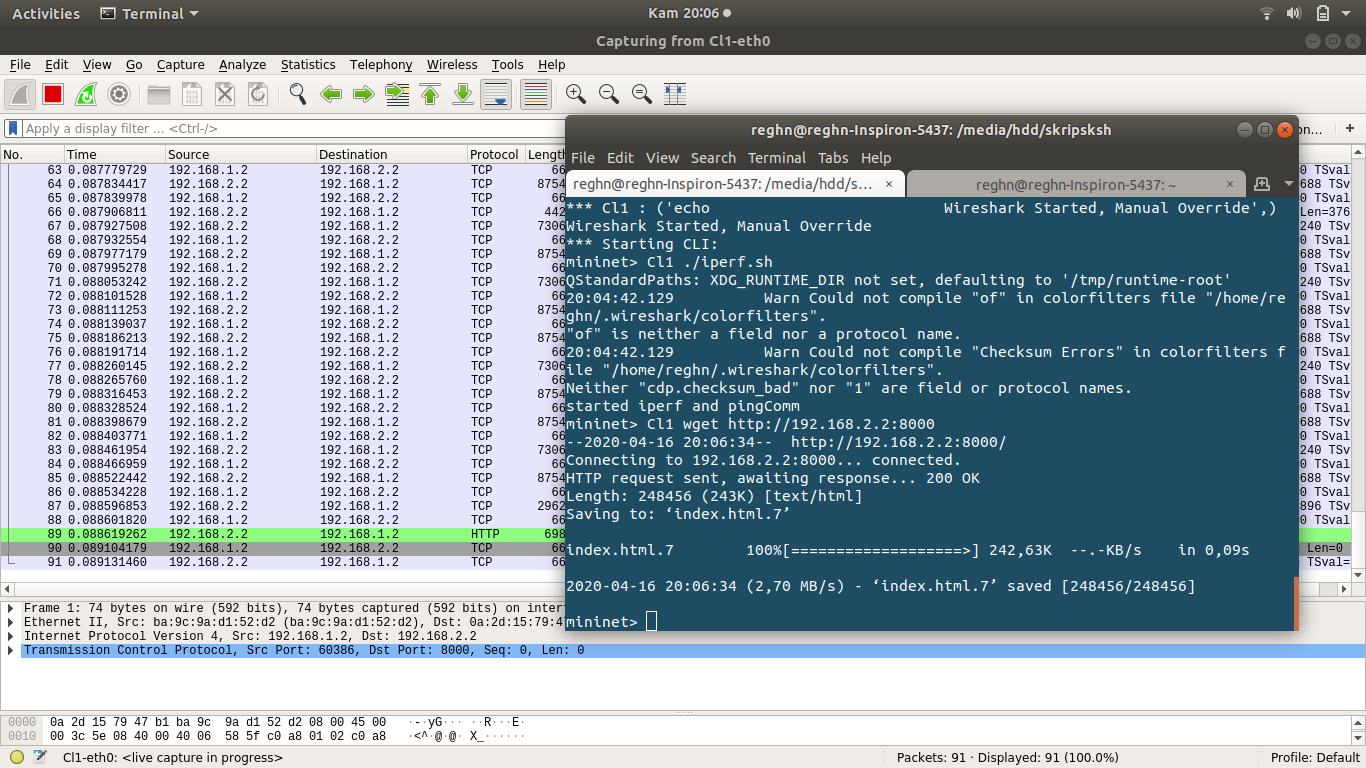 Activities Terminal Kam 20:06
Capturing from Cl1-eth0
File Edit View Go Capture Analyze Statistics Telephony Wireless Tools Help
Apply a display filter ... <Ctrl-/>
No. Time Source Destination Protocol Lengt
63 0.087779729 192.168.1.2 192.168.2.2 TCP 66 0 TSval
64 0.087834417 192.168.2.2 192.168.1.2 TCP 8754 688 TSv
65 0.087839978 192.168.1.2 192.168.2.2 TCP 66 0 TSval
66 0.087906811 192.168.2.2 192.168.1.2 TCP 442 Len=376
67 0.087927508 192.168.2.2 192.168.1.2 TCP 7306 240 TSv
68 0.087932554 192.168.1.2 192.168.2.2 TCP 66 0 TSval
69 0.087977179 192.168.2.2 192.168.1.2 TCP 8754 688 TSv
70 0.087995278 192.168.1.2 192.168.2.2 TCP 66 0 TSval
71 0.088053242 192.168.2.2 192.168.1.2 TCP 7306 240 TSv
72 0.088101528 192.168.1.2 192.168.2.2 TCP 66 0 TSval
73 0.088111253 192.168.2.2 192.168.1.2 TCP 8754 688 TSv
74 0.088139037 192.168.1.2 192.168.2.2 TCP 66 0 TSval
75 0.088186213 192.168.2.2 192.168.1.2 TCP 8754 688 TSv
76 0.088191714 192.168.1.2 192.168.2.2 TCP 66 0 TSval
77 0.088260145 192.168.2.2 192.168.1.2 TCP 7306 240 TSv
78 0.088265760 192.168.1.2 192.168.2.2 TCP 66 0 TSval
79 0.088316453 192.168.2.2 192.168.1.2 TCP 8754 688 TSv
80 0.088328524 192.168.1.2 192.168.2.2 TCP 66 0 TSval
81 0.088398679 192.168.2.2 192.168.1.2 TCP 8754 688 TSv
82 0.088403771 192.168.1.2 192.168.2.2 TCP 66 0 TSval
83 0.088461954 192.168.2.2 192.168.1.2 TCP 7306 240 TSv
84 0.088466959 192.168.1.2 192.168.2.2 TCP 66 0 TSval
85 0.088522442 192.168.2.2 192.168.1.2 TCP 8754 688 TSv
86 0.088534228 192.168.1.2 192.168.2.2 TCP 66 0 TSval
87 0.088596853 192.168.2.2 192.168.1.2 TCP 2962 896 TSv
88 0.088601820 192.168.1.2 192.168.2.2 TCP 66 0 TSval
89 0.088619262 192.168.2.2 192.168.1.2 HTTP 698
90 0.089104179 192.168.1.2 192.168.2.2 TCP 66 Len=0
91 0.089131460 192.168.2.2 192.168.1.2 TCP 66 TSval=
Frame 1: 74 bytes on wire (592 bits), 74 bytes captured (592 bits) on inter
Ethernet II, Src: ba:9c:9a:d1:52:d2 (ba:9c:9a:d1:52:d2), Dst: 0a:2d:15:79:4
Internet Protocol Version 4, Src: 192.168.1.2, Dst: 192.168.2.2
Transmission Control Protocol, Src Port: 60386, Dst Port: 8000, Seq: 0, Len: 0
0000 0a 2d 15 79 47 b1 ba 9c 9a d1 52 d2 08 00 45 00 ·-·yG··· ··R···E·
0010 00 3c 5e 08 40 00 40 06 58 5f c0 a8 01 02 c0 a8 ·<^·@·@· X_······
Cl1-eth0: <live capture in progress> Packets: 91 · Displayed: 91 (100.0%) Profile: Default
reghn@reghn-Inspiron-5437: /media/hdd/skripsksh
File Edit View Search Terminal Tabs Help
reghn@reghn-Inspiron-5437: /media/hdd/s... × reghn@reghn-Inspiron-5437: ~ ×
*** Cl1 : ('echo Wireshark Started, Manual Override',)
Wireshark Started, Manual Override
*** Starting CLI:
mininet> Cl1 ./iperf.sh
QStandardPaths: XDG_RUNTIME_DIR not set, defaulting to '/tmp/runtime-root'
20:04:42.129 Warn Could not compile "of" in colorfilters file "/home/re
ghn/.wireshark/colorfilters".
"of" is neither a field nor a protocol name.
20:04:42.129 Warn Could not compile "Checksum Errors" in colorfilters f
ile "/home/reghn/.wireshark/colorfilters".
Neither "cdp.checksum_bad" nor "1" are field or protocol names.
started iperf and pingComm
mininet> Cl1 wget http://192.168.2.2:8000
--2020-04-16 20:06:34-- http://192.168.2.2:8000/
Connecting to 192.168.2.2:8000... connected.
HTTP request sent, awaiting response... 200 OK
Length: 248456 (243K) [text/html]
Saving to: ‘index.html.7’
index.html.7 100%[===================>] 242,63K --.-KB/s in 0,09s
2020-04-16 20:06:34 (2,70 MB/s) - ‘index.html.7’ saved [248456/248456]
mininet>